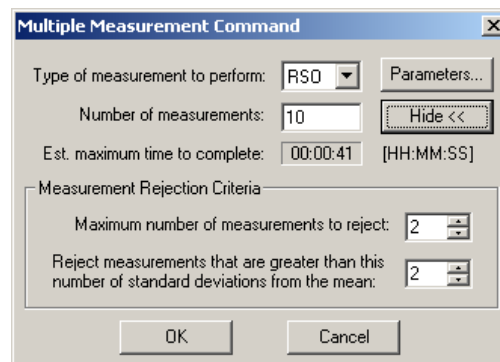 Multiple Measurement Command
Type of measurement to perform: RSO Parameters...
Number of measurements: 10 Hide <<
Est. maximum time to complete: 00:00:41 [HH:MM:SS]
Measurement Rejection Criteria
Maximum number of measurements to reject: 2
Reject measurements that are greater than this
number of standard deviations from the mean: 2
OK Cancel